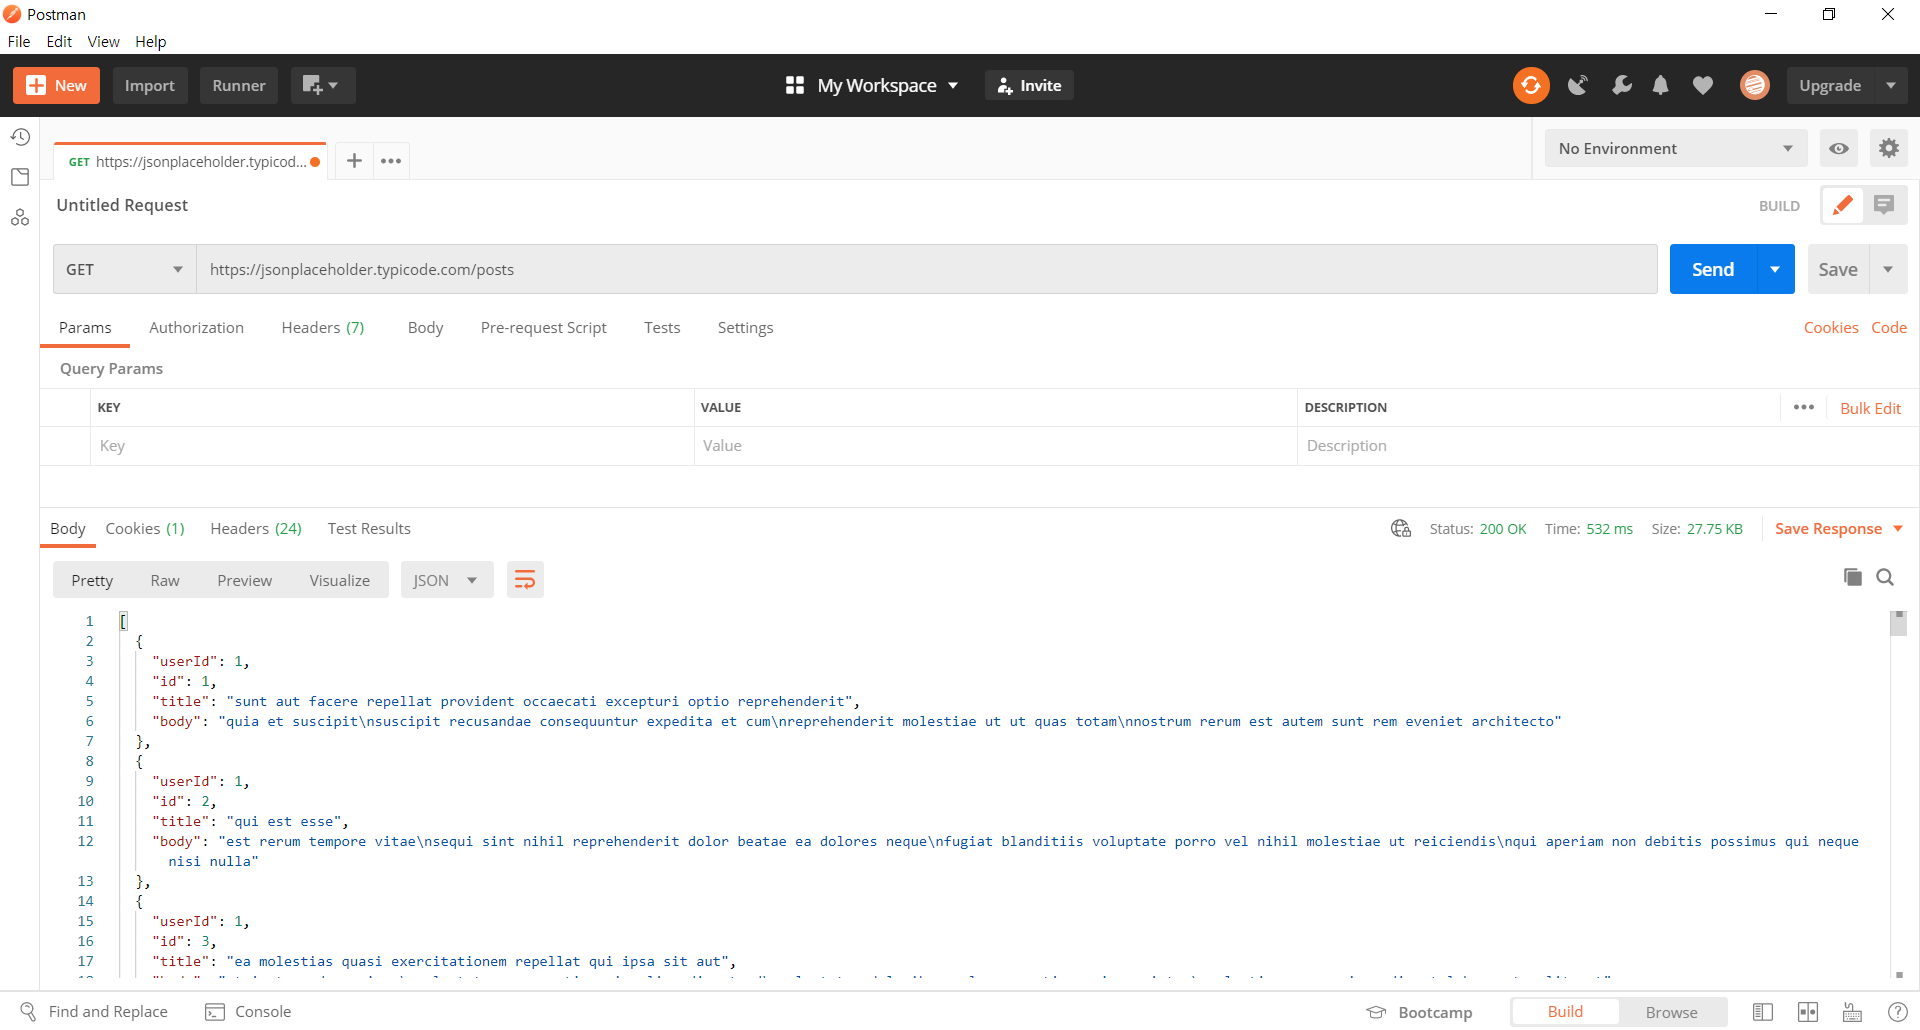 Postman
File Edit View Help
New Import Runner My Workspace Invite Upgrade
GET https://jsonplaceholder.typicod... No Environment
Untitled Request BUILD
GET https://jsonplaceholder.typicode.com/posts Send Save
Params Authorization Headers (7) Body Pre-request Script Tests Settings Cookies Code
Query Params
KEY VALUE DESCRIPTION Bulk Edit
Key Value Description
Body Cookies (1) Headers (24) Test Results Status: 200 OK Time: 532 ms Size: 27.75 KB Save Response
Pretty Raw Preview Visualize JSON
1 [
2 {
3 "userId": 1,
4 "id": 1,
5 "title": "sunt aut facere repellat provident occaecati excepturi optio reprehenderit",
6 "body": "quia et suscipit\nsuscipit recusandae consequuntur expedita et cum\nreprehenderit molestiae ut ut quas totam\nnostrum rerum est autem sunt rem eveniet architecto"
7 },
8 {
9 "userId": 1,
10 "id": 2,
11 "title": "qui est esse",
12 "body": "est rerum tempore vitae\nsequi sint nihil reprehenderit dolor beatae ea dolores neque\nfugiat blanditiis voluptate porro vel nihil molestiae ut reiciendis\nqui aperiam non debitis possimus qui neque
nisi nulla"
13 },
14 {
15 "userId": 1,
16 "id": 3,
17 "title": "ea molestias quasi exercitationem repellat qui ipsa sit aut",
Find and Replace Console Bootcamp Build Browse